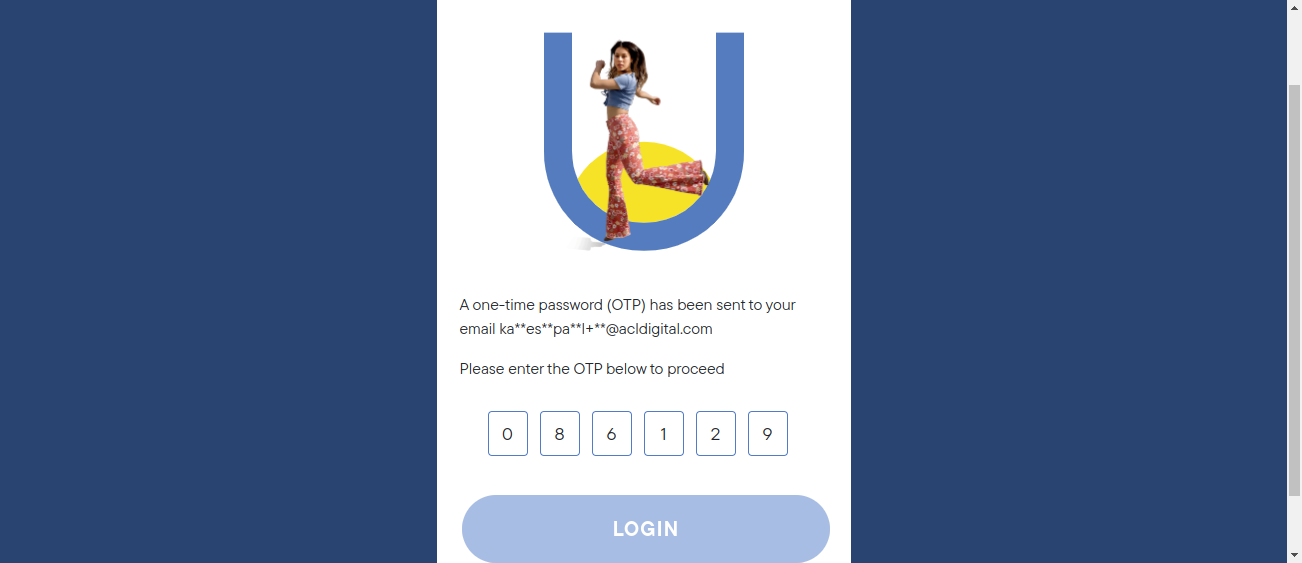 A one-time password (OTP) has been sent to your
email ka**es**pa**l+**@acldigital.com
Please enter the OTP below to proceed
0 8 6 1 2 9
LOGIN